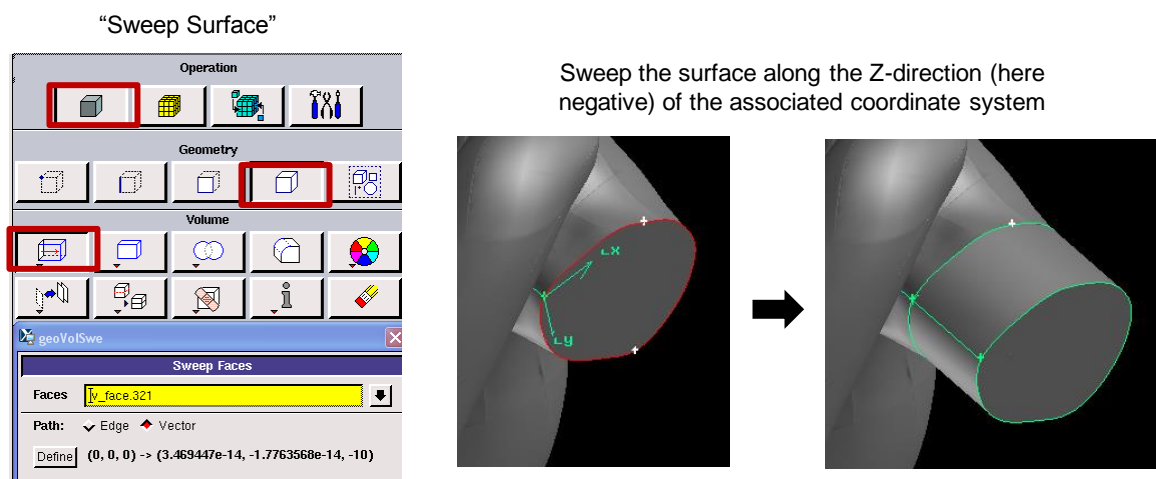 “Sweep Surface”
Operation
Geometry
Volume
geoVolSwe
Sweep Faces
Faces v_face.321
Path: Edge Vector
Define (0, 0, 0) -> (3.469447e-14, -1.7763568e-14, -10)
Sweep the surface along the Z-direction (here
negative) of the associated coordinate system
x
y